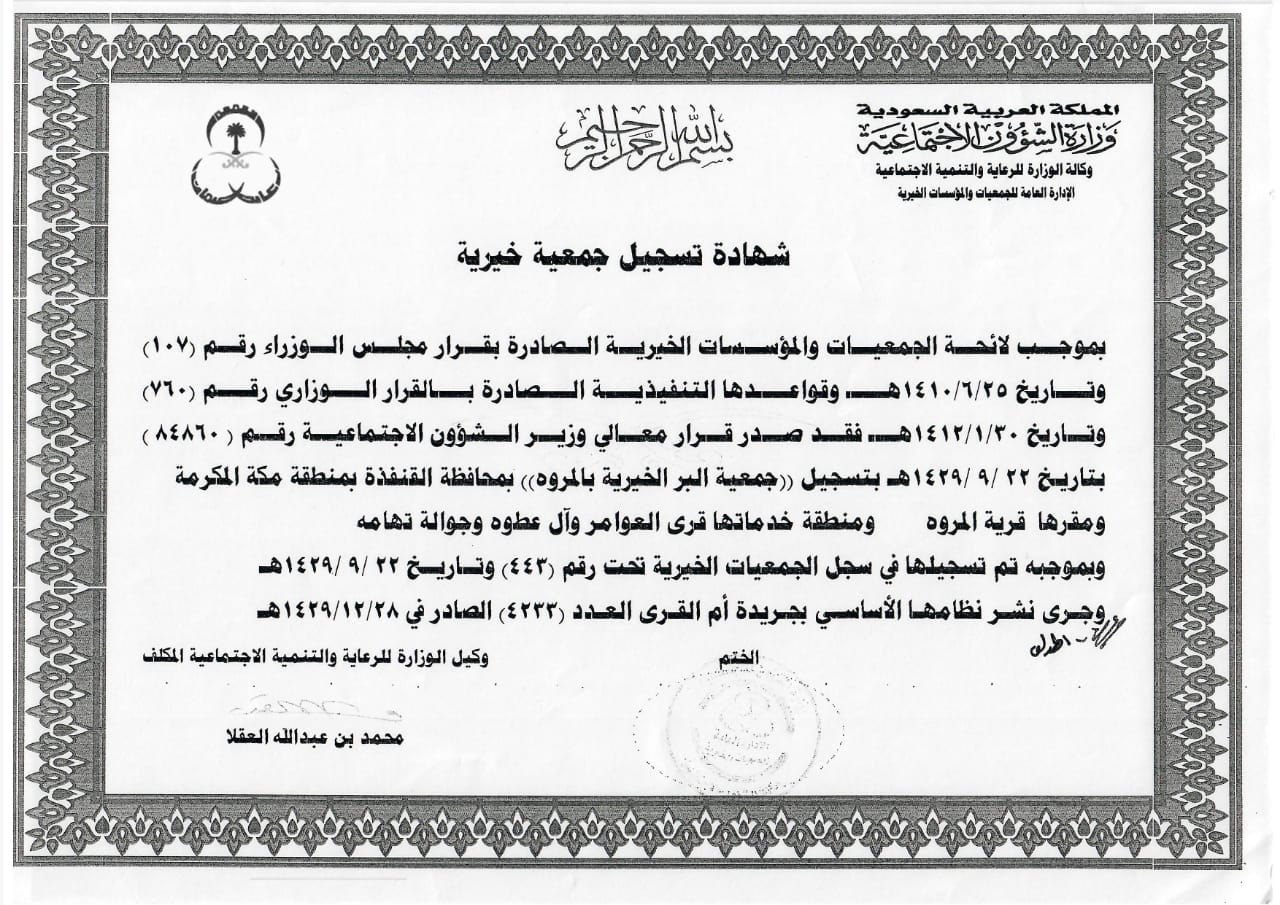 المملكة العربية السعودية
وزارة الشؤون الاجتماعية
وكالة الوزارة للرعاية والتنمية الاجتماعية
الإدارة العامة للجمعيات والمؤسسات الخيرية
بسم الله الرحمن الرحيم
شهادة تسجيل جمعية خيرية
بموجب لائحة الجمعيات والمؤسسات الخيرية الصادرة بقرار مجلس الوزراء رقم (١٠٧)
وتاريخ ١٤١٠/٦/٢٥هـ وقواعدها التنفيذية الصادرة بالقرار الوزاري رقم (٧٦٠)
وتاريخ ١٤١٢/١/٣٠هـ فقد صدر قرار معالي وزير الشؤون الاجتماعية رقم ( ٨٤٨٦٠ )
بتاريخ ٢٢ /٩ /١٤٢٩هـ بتسجيل ((جمعية البر الخيرية بالمروه)) بمحافظة القنفذة بمنطقة مكة المكرمة
ومقرها قرية المروه ومنطقة خدماتها قرى العوامر وآل عطوه وجوالة تهامه
وبموجبه تم تسجيلها في سجل الجمعيات الخيرية تحت رقم (٤٤٣) وتاريخ ٢٢ /٩ /١٤٢٩هـ
وجرى نشر نظامها الأساسي بجريدة أم القرى العدد (٤٢٣٣) الصادر في ١٤٢٩/١٢/٢٨هـ
الختم
وكيل الوزارة للرعاية والتنمية الاجتماعية المكلف
محمد بن عبدالله العقلا